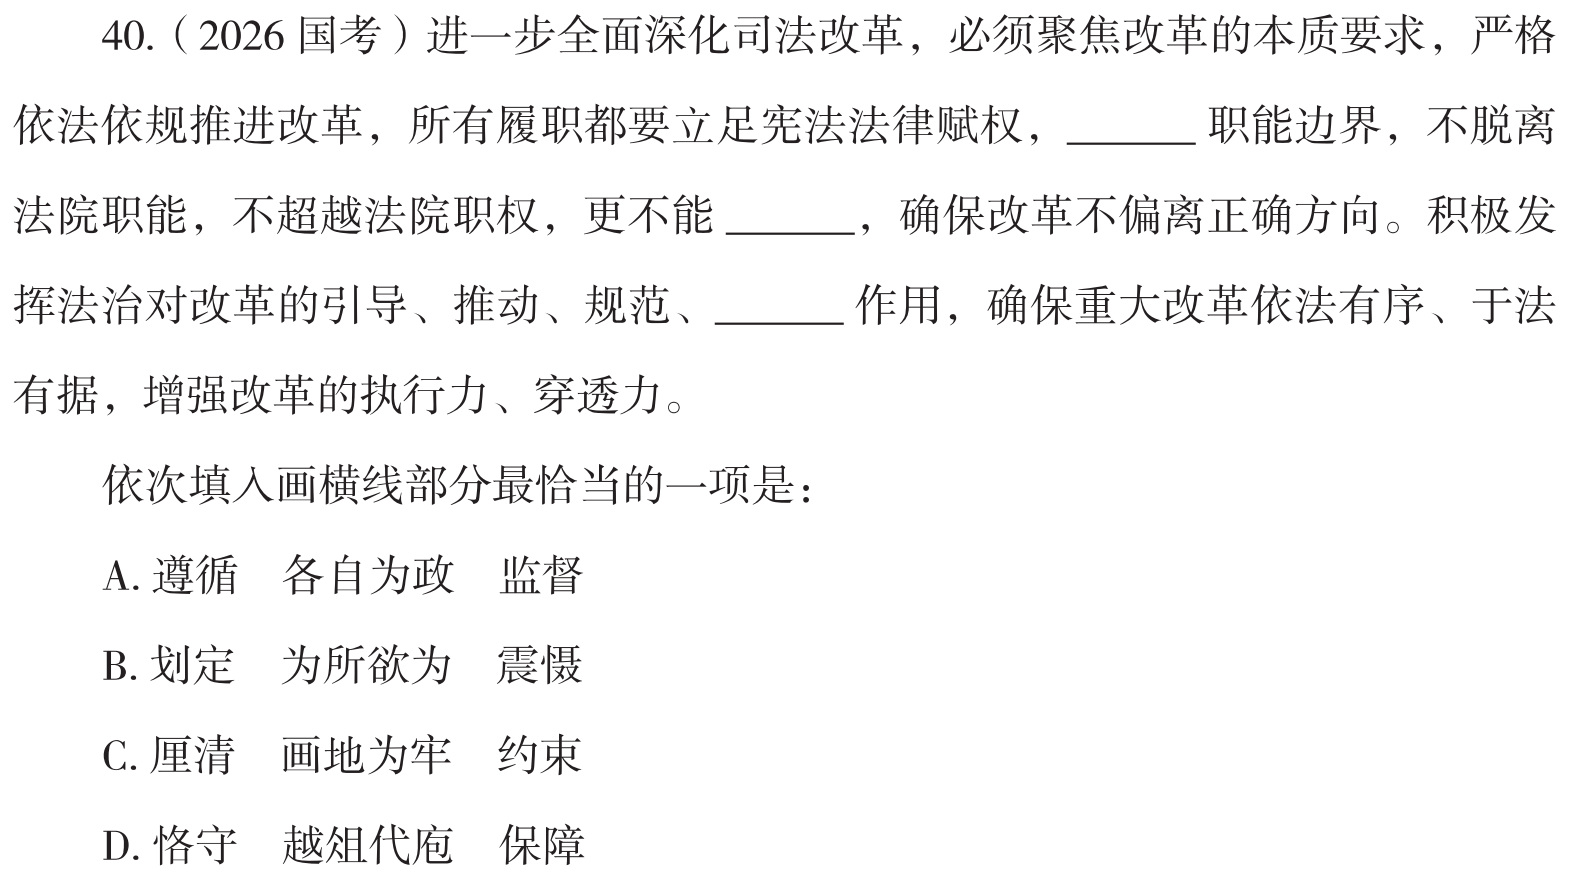 40.（2026 国考）进一步全面深化司法改革，必须聚焦改革的本质要求，严格
依法依规推进改革，所有履职都要立足宪法法律赋权，______ 职能边界，不脱离
法院职能，不超越法院职权，更不能 ______，确保改革不偏离正确方向。积极发
挥法治对改革的引导、推动、规范、______ 作用，确保重大改革依法有序、于法
有据，增强改革的执行力、穿透力。
依次填入画横线部分最恰当的一项是：
A. 遵循　各自为政　监督
B. 划定　为所欲为　震慑
C. 厘清　画地为牢　约束
D. 恪守　越俎代庖　保障